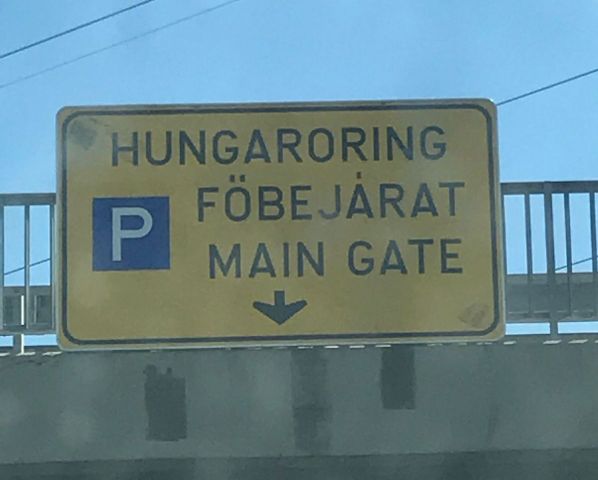 HUNGARORING
P FÖBEJÁRAT
MAIN GATE